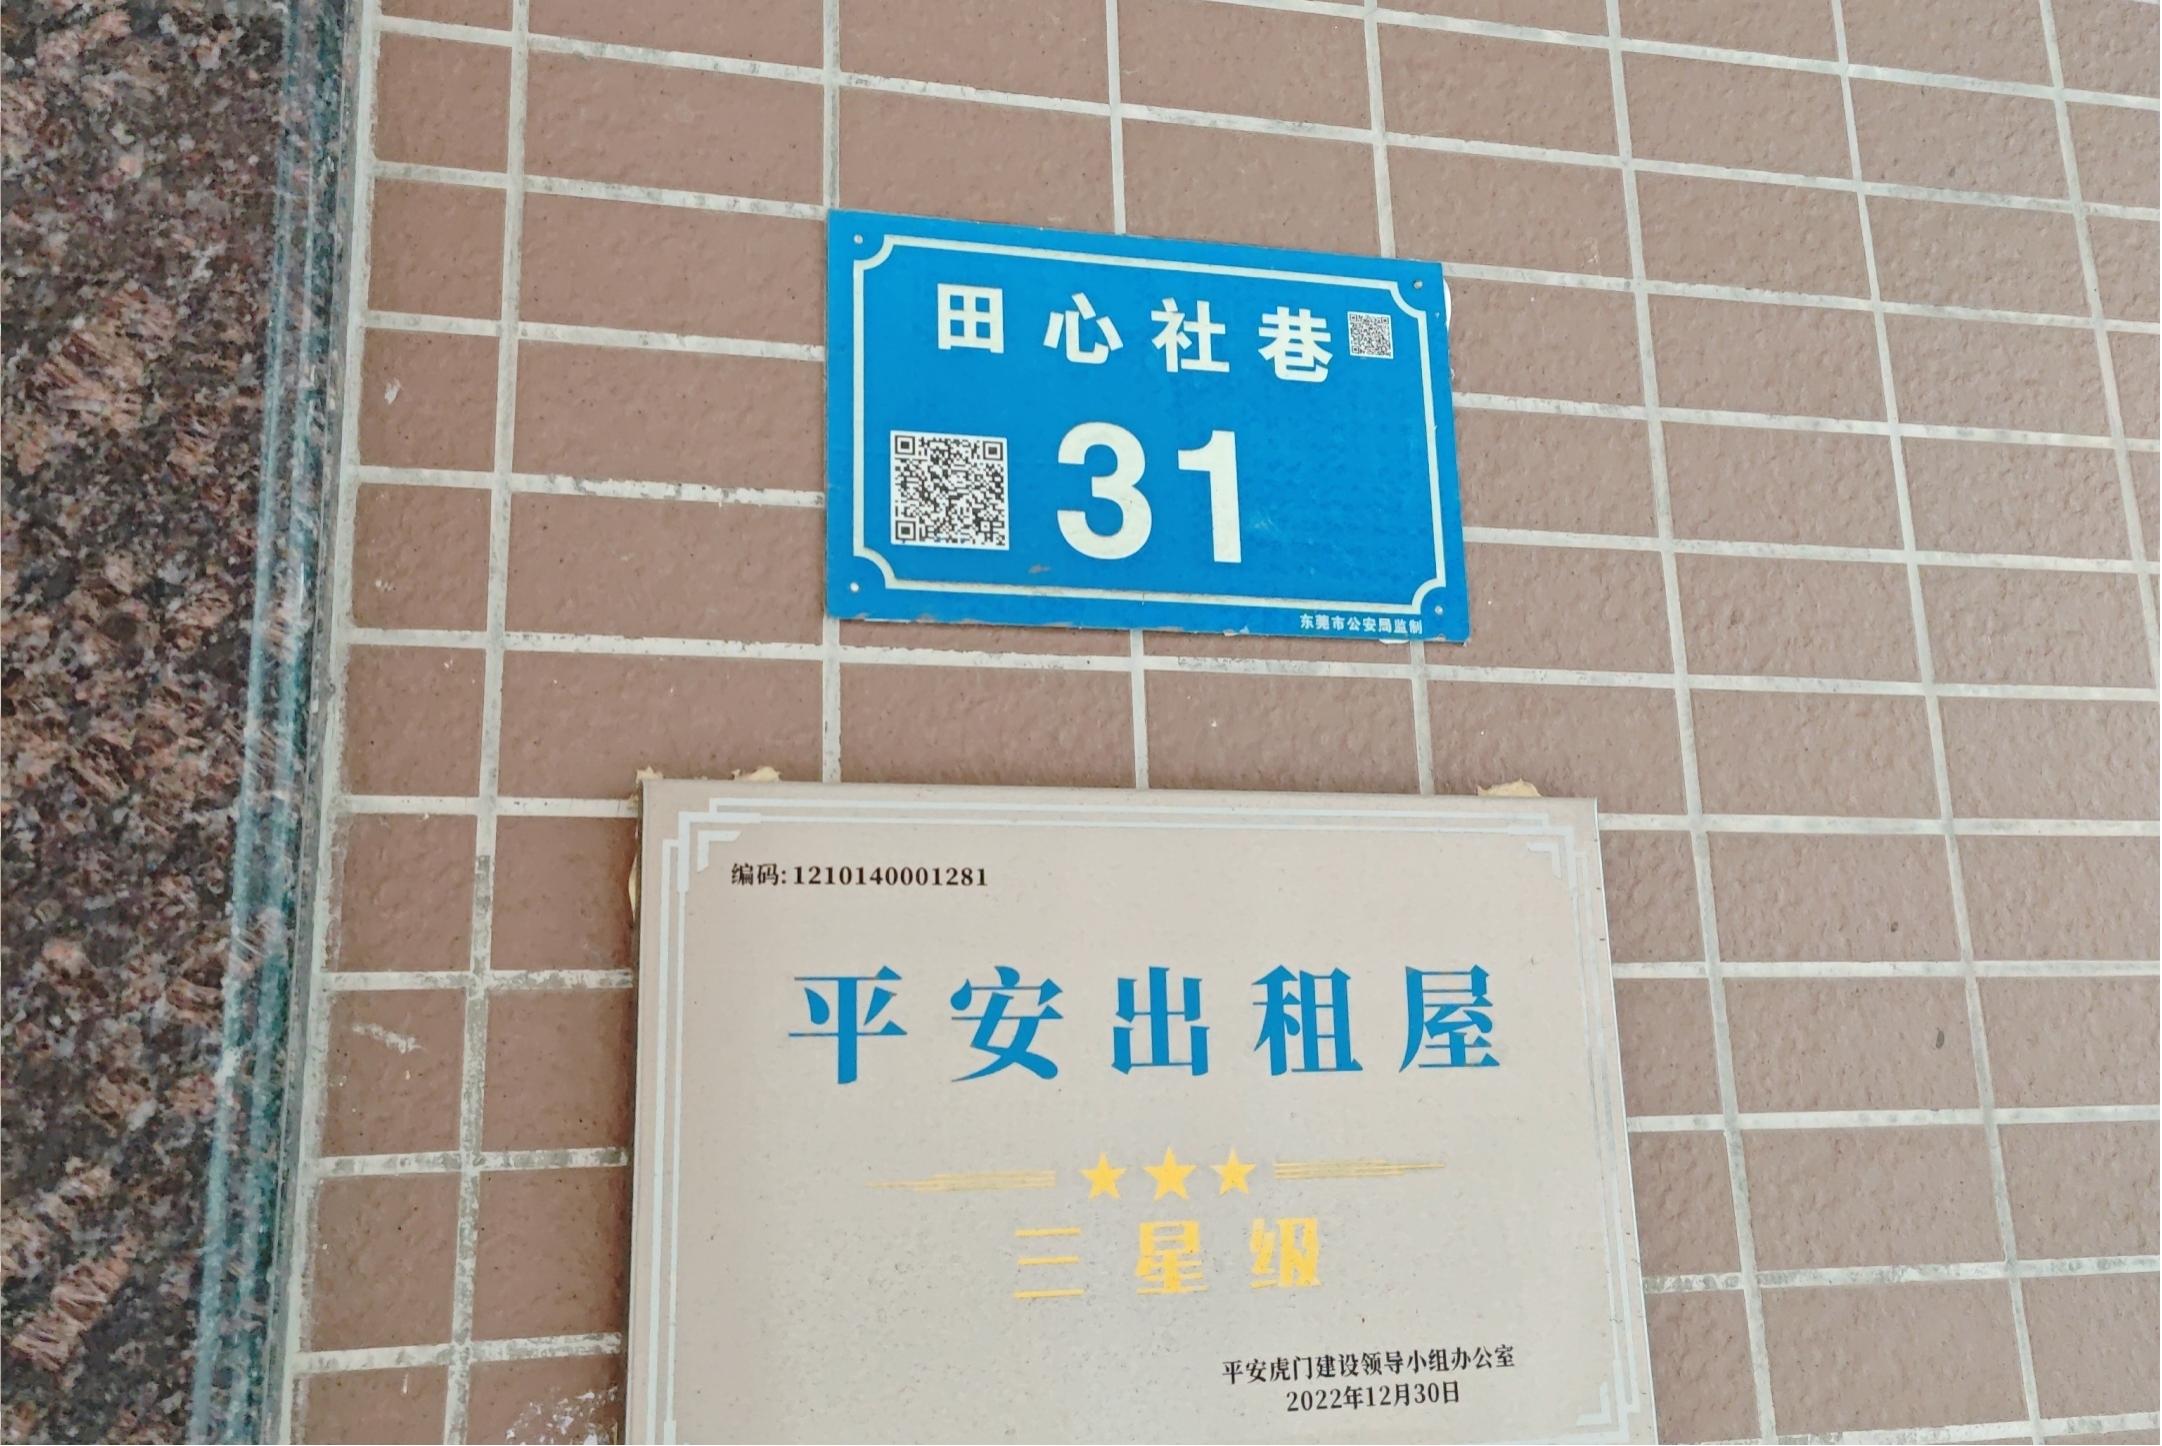 田心社巷
31
东莞市公安局监制
编码:1210140001281
平安出租屋
三星级
平安虎门建设领导小组办公室
2022年12月30日